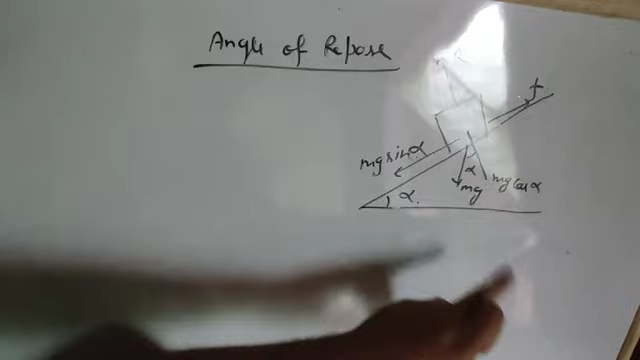 Angle of Repose
f
mg sin α
α
mg cos α
mg
α.